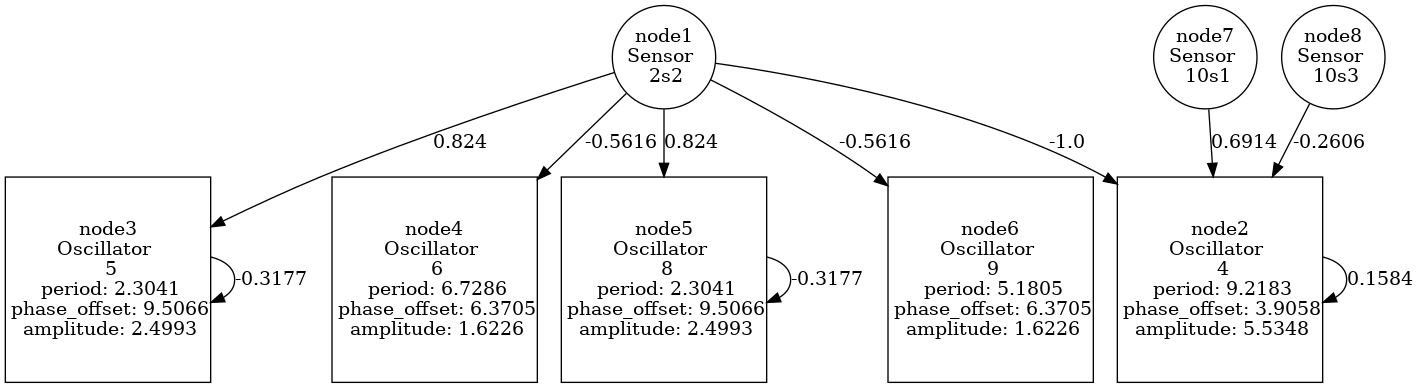 node1
Sensor
2s2
node7
Sensor
10s1
node8
Sensor
10s3
0.824
-0.5616
0.824
-0.5616
-1.0
0.6914
-0.2606
node3
Oscillator
5
period: 2.3041
phase_offset: 9.5066
amplitude: 2.4993
-0.3177
node4
Oscillator
6
period: 6.7286
phase_offset: 6.3705
amplitude: 1.6226
node5
Oscillator
8
period: 2.3041
phase_offset: 9.5066
amplitude: 2.4993
-0.3177
node6
Oscillator
9
period: 5.1805
phase_offset: 6.3705
amplitude: 1.6226
node2
Oscillator
4
period: 9.2183
phase_offset: 3.9058
amplitude: 5.5348
0.1584